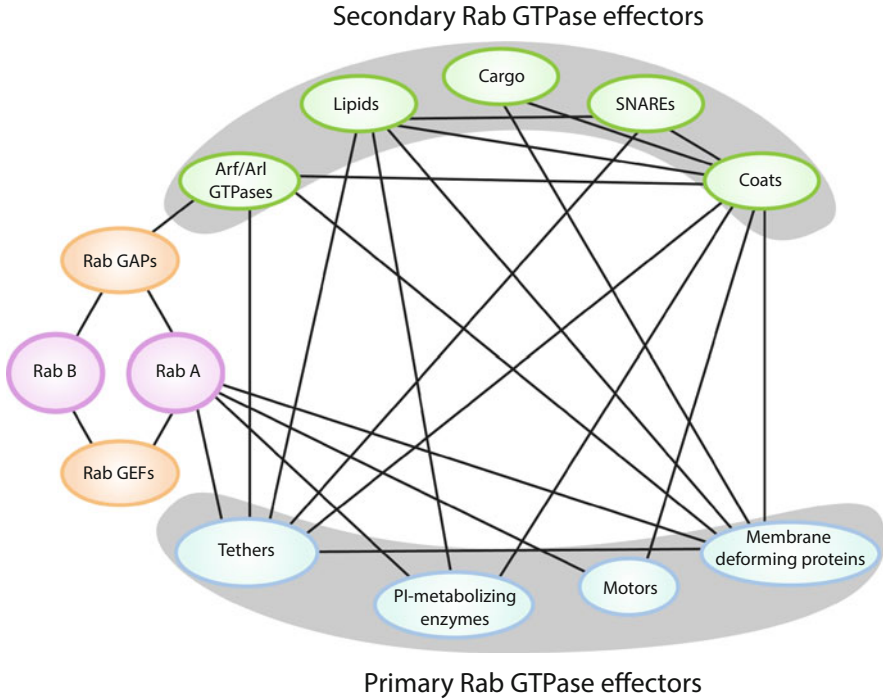 Secondary Rab GTPase effectors
Cargo
Lipids
SNAREs
Arf/Arl
GTPases
Coats
Rab GAPs
Rab B
Rab A
Rab GEFs
Tethers
Membrane
deforming proteins
PI-metabolizing
enzymes
Motors
Primary Rab GTPase effectors